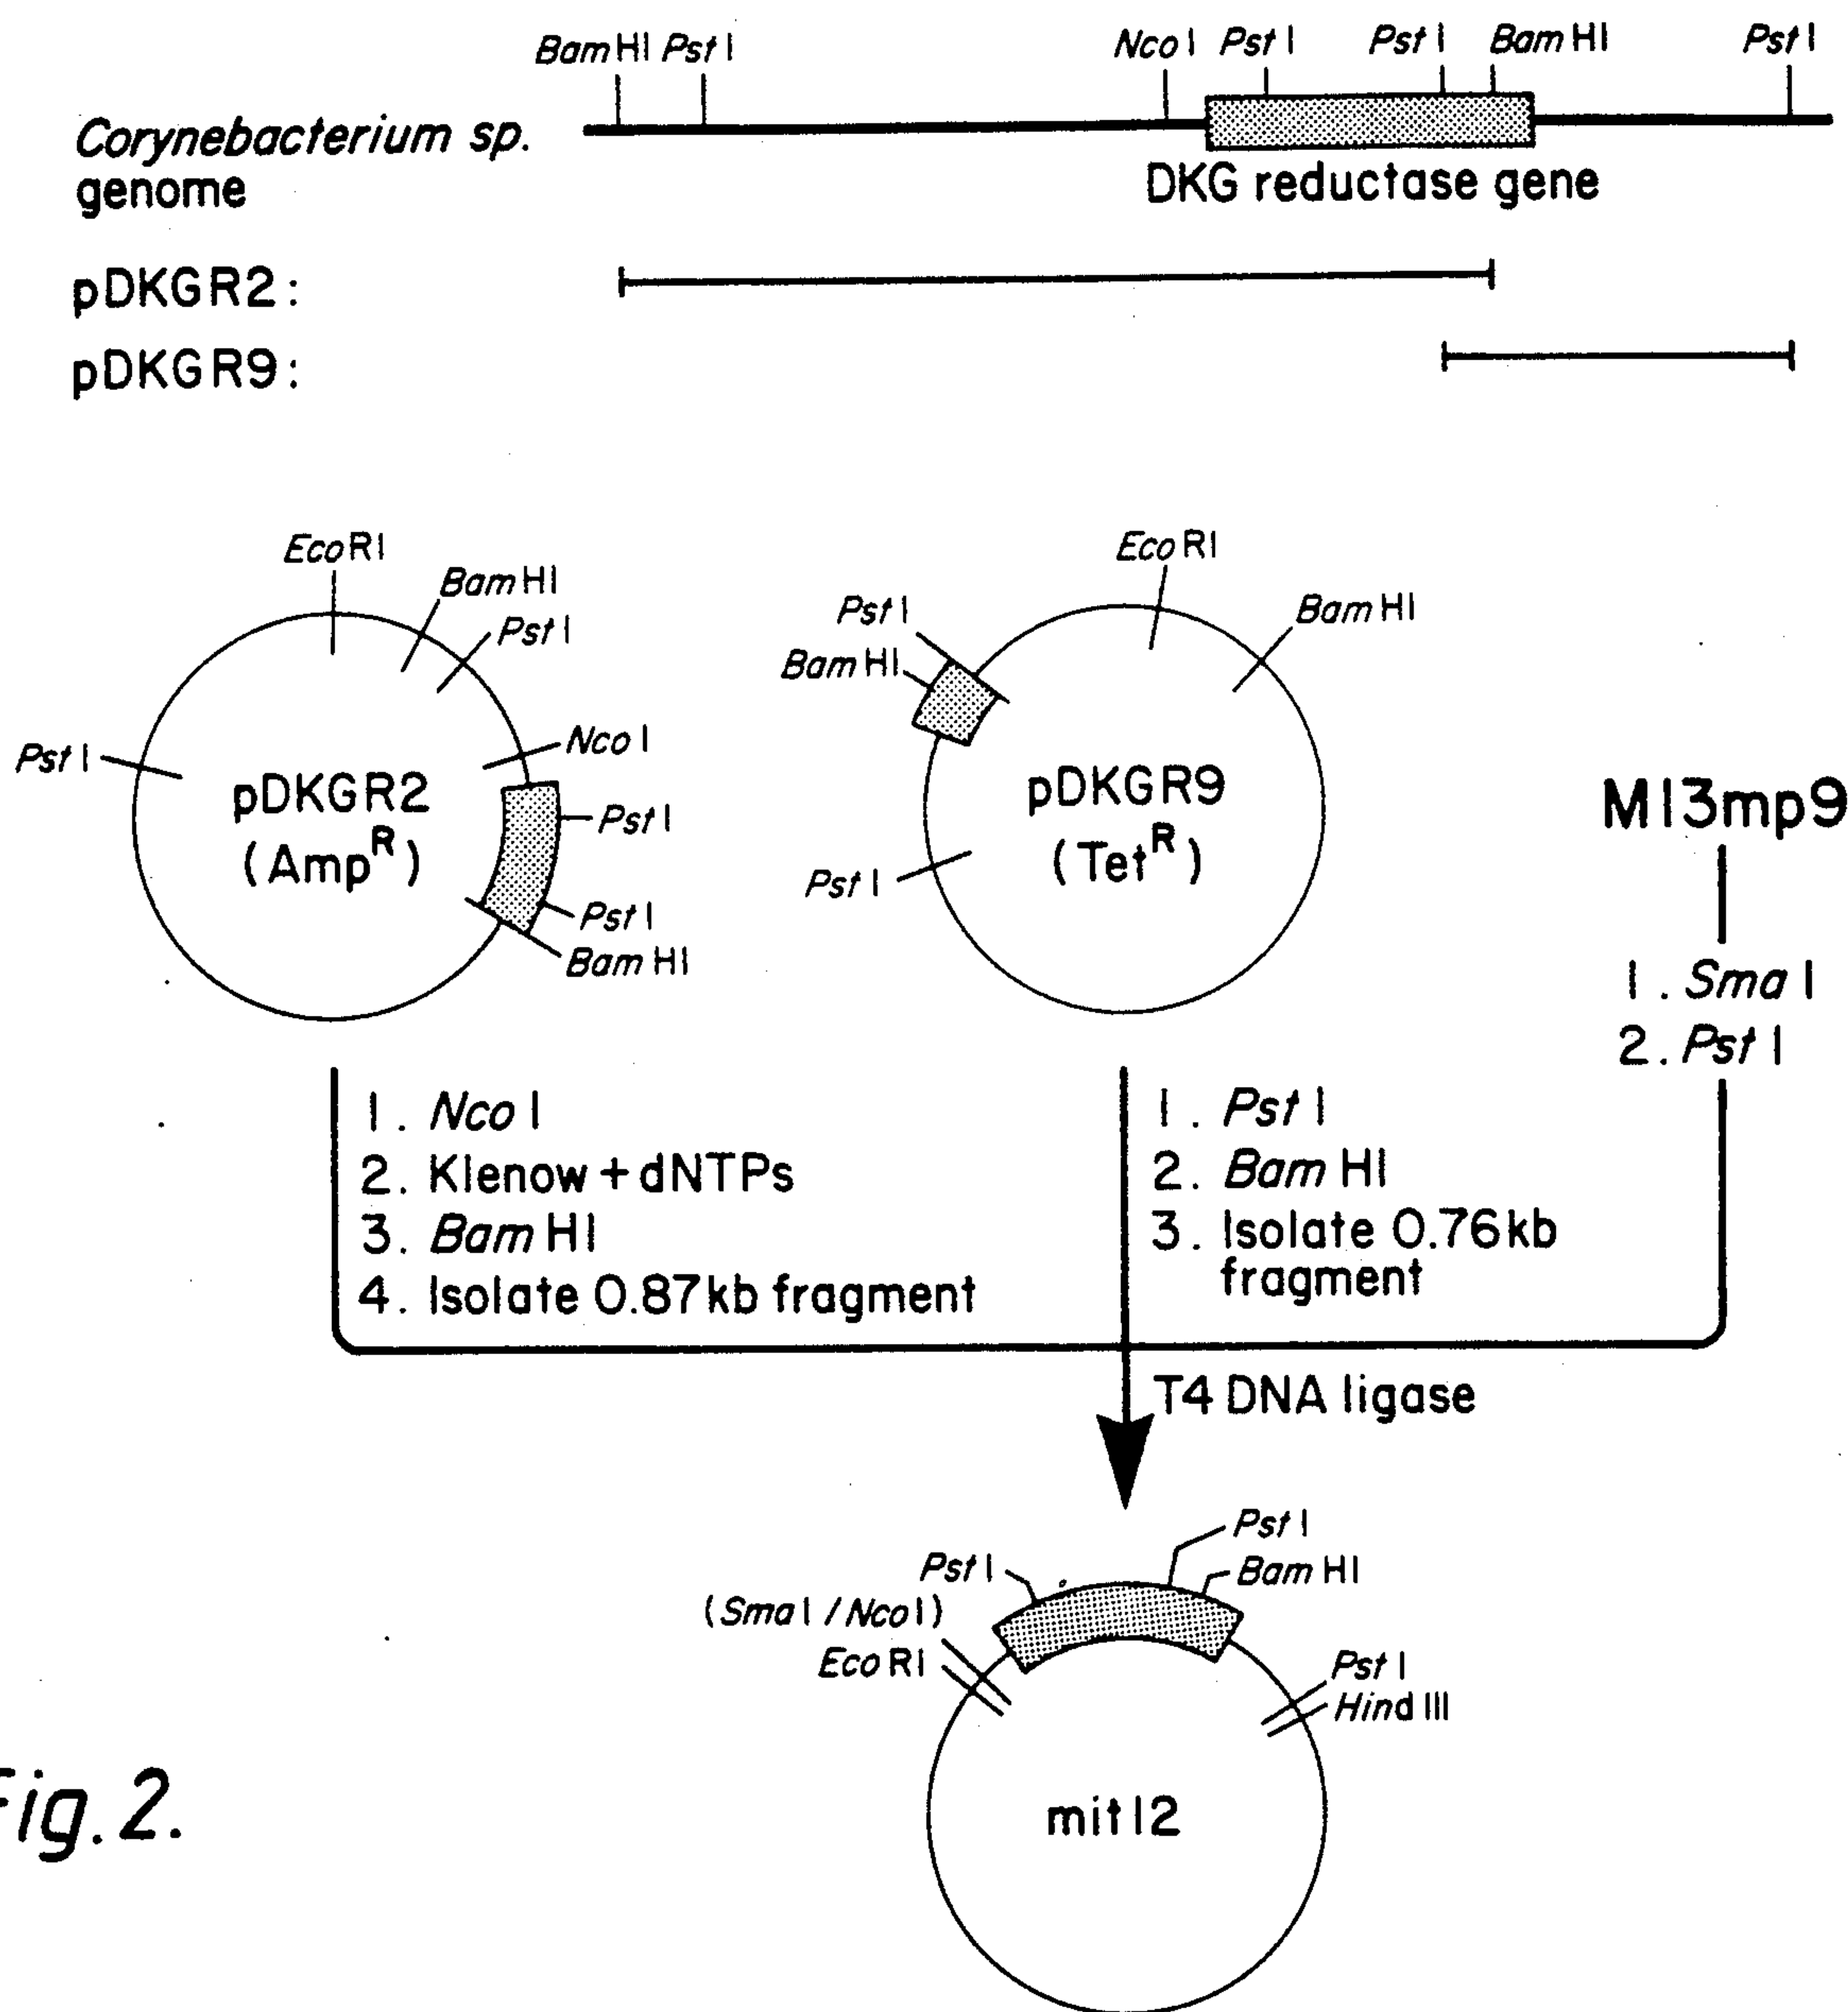 BamHI PstI NcoI PstI PstI BamHI PstI
Corynebacterium sp.
genome
DKG reductase gene
pDKGR2:
pDKGR9:
EcoRI
BamHI
PstI
NcoI
PstI
pDKGR2
(AmpR)
PstI
PstI
BamHI
EcoRI
PstI
BamHI
BamHI
pDKGR9
(TetR)
PstI
M13mp9
1. SmaI
2. PstI
1. NcoI
2. Klenow + dNTPs
3. BamHI
4. Isolate 0.87kb fragment
1. PstI
2. BamHI
3. Isolate 0.76kb
fragment
T4 DNA ligase
PstI
PstI
BamHI
(SmaI/NcoI)
EcoRI
PstI
HindIII
mit12
Fig. 2.